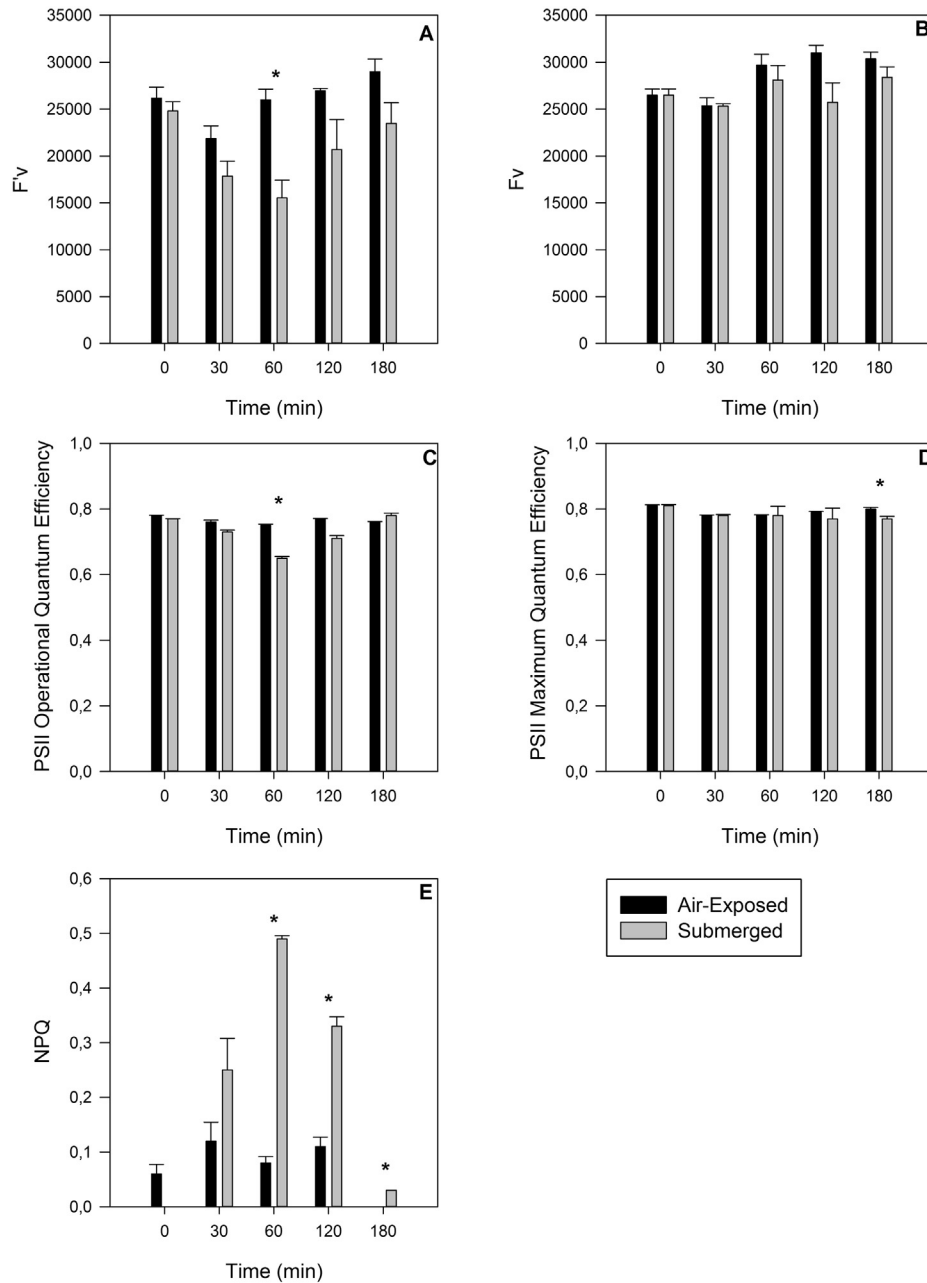 A
*
F'v
35000
30000
25000
20000
15000
10000
5000
0
0 30 60 120 180
Time (min)
B
Fv
35000
30000
25000
20000
15000
10000
5000
0
0 30 60 120 180
Time (min)
C
*
PSII Operational Quantum Efficiency
1,0
0,8
0,6
0,4
0,2
0,0
0 30 60 120 180
Time (min)
D
*
PSII Maximum Quantum Efficiency
1,0
0,8
0,6
0,4
0,2
0,0
0 30 60 120 180
Time (min)
E
* * *
NPQ
0,6
0,5
0,4
0,3
0,2
0,1
0,0
0 30 60 120 180
Time (min)
Air-Exposed
Submerged